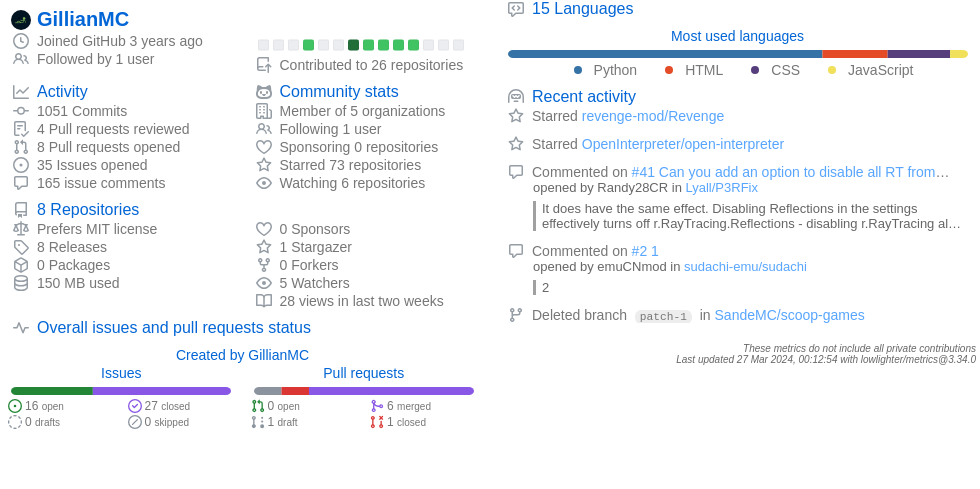 GillianMC
Joined GitHub 3 years ago
Followed by 1 user
Contributed to 26 repositories
Activity
1051 Commits
4 Pull requests reviewed
8 Pull requests opened
35 Issues opened
165 issue comments
Community stats
Member of 5 organizations
Following 1 user
Sponsoring 0 repositories
Starred 73 repositories
Watching 6 repositories
8 Repositories
Prefers MIT license
8 Releases
0 Packages
150 MB used
0 Sponsors
1 Stargazer
0 Forkers
5 Watchers
28 views in last two weeks
Overall issues and pull requests status
Created by GillianMC
Issues
16 open
27 closed
0 drafts
0 skipped
Pull requests
0 open
6 merged
1 draft
1 closed
15 Languages
Most used languages
Python HTML CSS JavaScript
Recent activity
Starred revenge-mod/Revenge
Starred OpenInterpreter/open-interpreter
Commented on #41 Can you add an option to disable all RT from…
opened by Randy28CR in Lyall/P3RFix
It does have the same effect. Disabling Reflections in the settings
effectively turns off r.RayTracing.Reflections - disabling r.RayTracing al…
Commented on #2 1
opened by emuCNmod in sudachi-emu/sudachi
2
Deleted branch patch-1 in SandeMC/scoop-games
These metrics do not include all private contributions
Last updated 27 Mar 2024, 00:12:54 with lowlighter/metrics@3.34.0